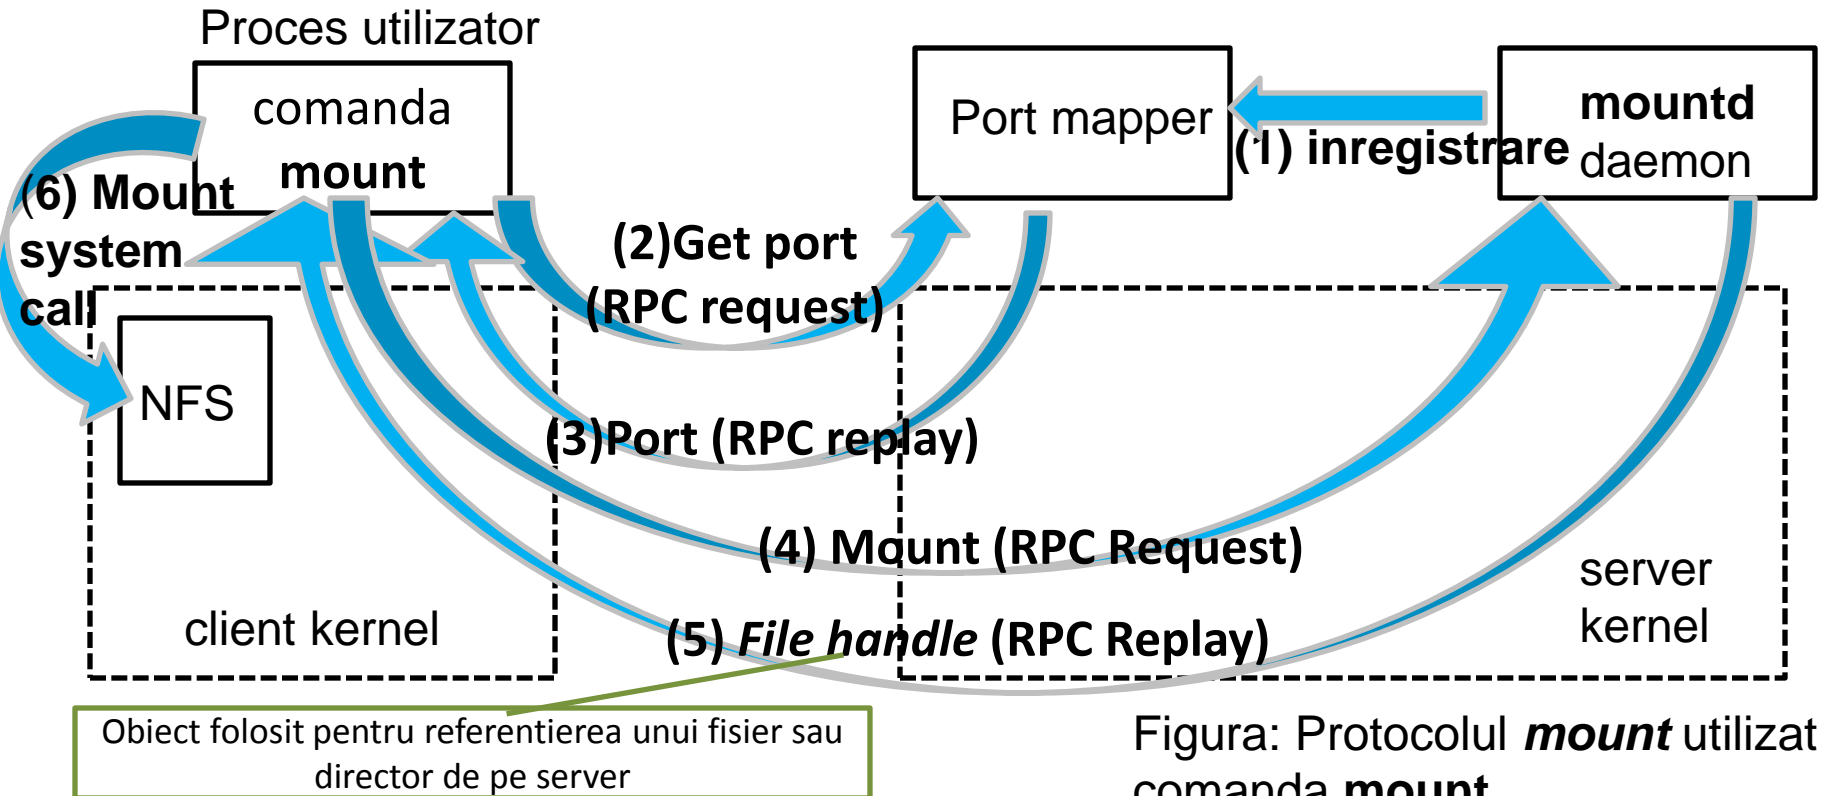 Proces utilizator
comanda
mount
Port mapper
(1) inregistrare
mountd
daemon
(6) Mount
system
call
(2)Get port
(RPC request)
NFS
(3)Port (RPC replay)
(4) Mount (RPC Request)
server
kernel
client kernel
(5) File handle (RPC Replay)
Obiect folosit pentru referentierea unui fisier sau
director de pe server
Figura: Protocolul mount utilizat
comanda mount